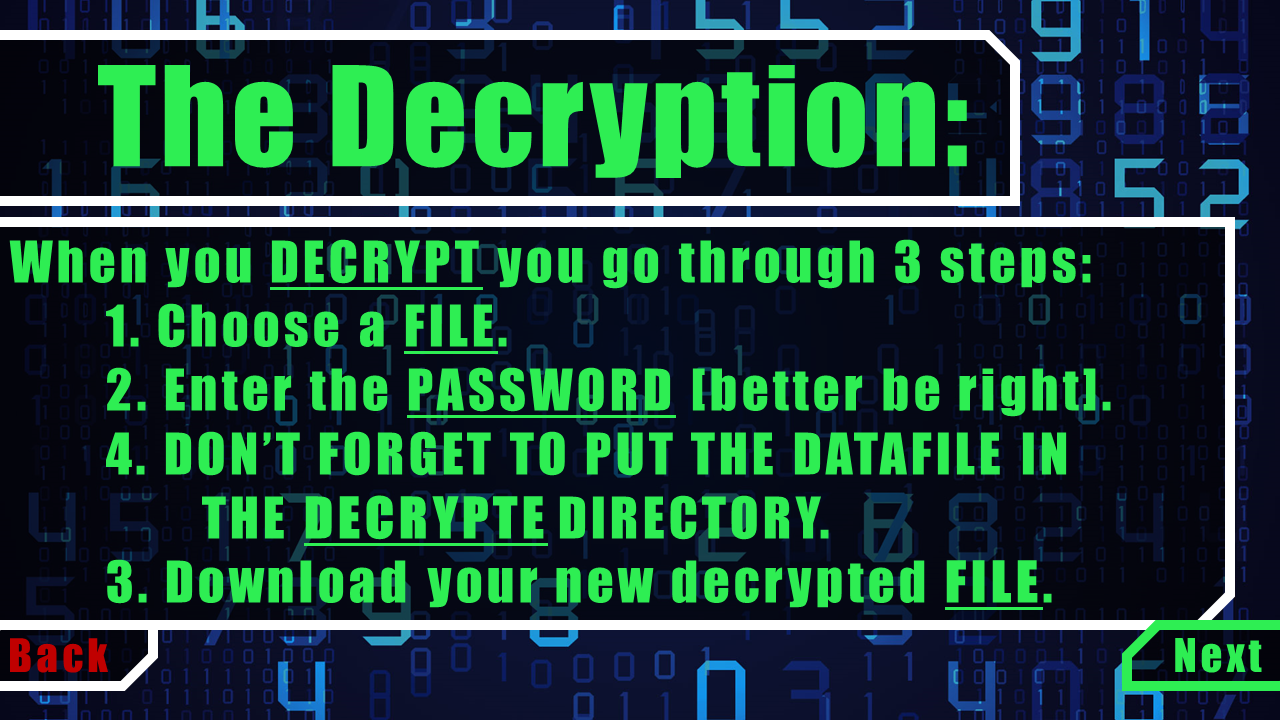 The Decryption:
When you DECRYPT you go through 3 steps:
1. Choose a FILE.
2. Enter the PASSWORD [better be right].
4. DON'T FORGET TO PUT THE DATAFILE IN
THE DECRYPTE DIRECTORY.
3. Download your new decrypted FILE.
Back
Next